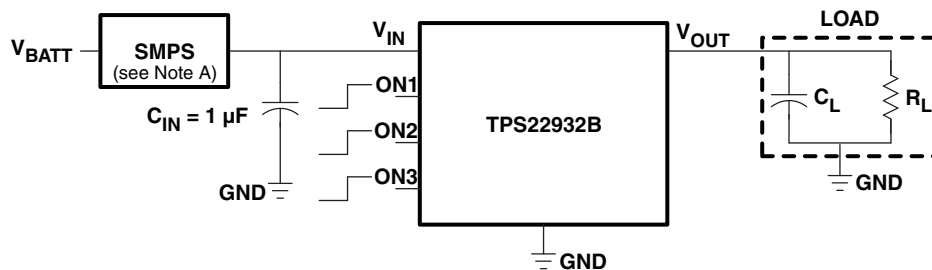 LOAD
V_BATT
SMPS
(see Note A)
V_IN
V_OUT
ON1
C_IN = 1 µF
ON2
ON3
TPS22932B
C_L
R_L
GND
GND
GND